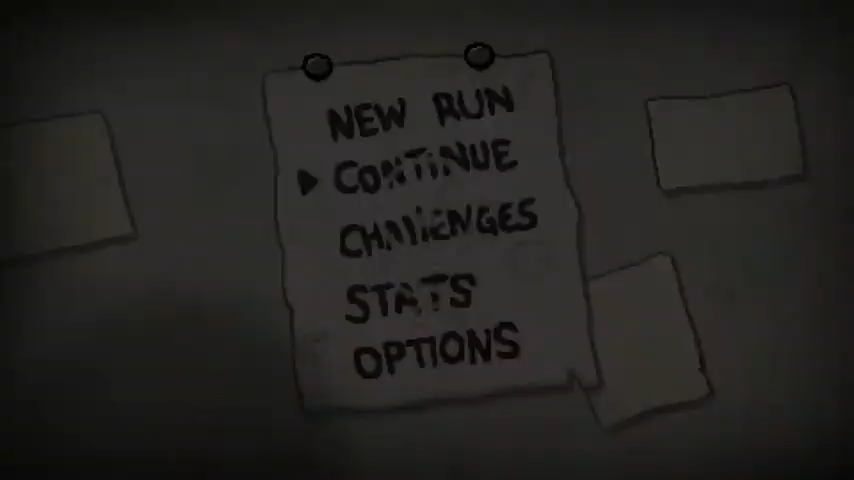 NEW RUN
CONTINUE
CHALLENGES
STATS
OPTIONS